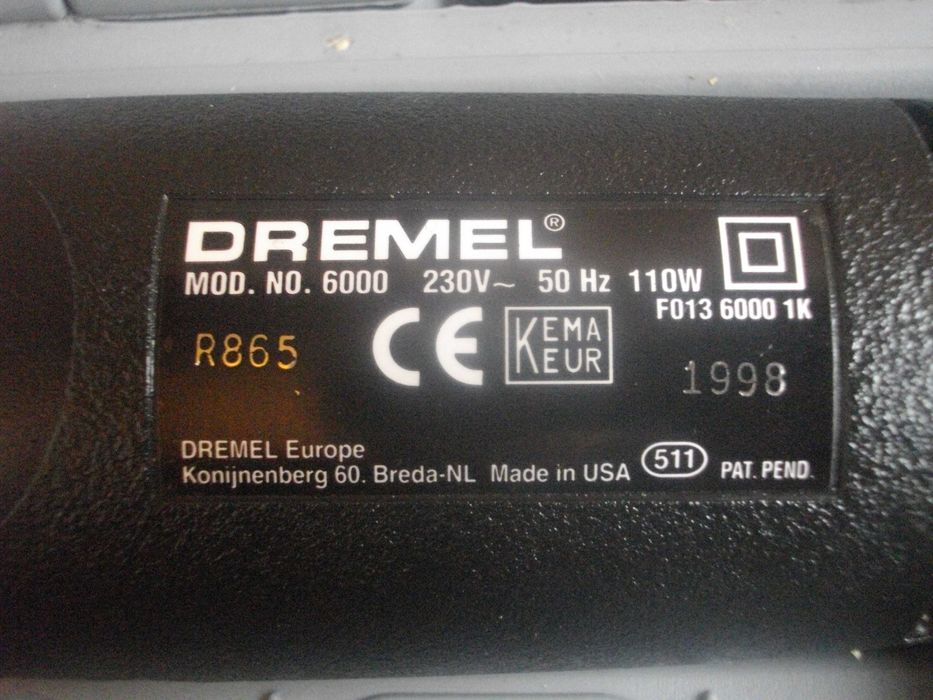 DREMEL®
MOD. NO. 6000 230V~ 50 Hz 110W
F013 6000 1K
R865 CE KEMA KEUR 1998
DREMEL Europe
Konijnenberg 60. Breda-NL Made in USA 511 PAT. PEND.